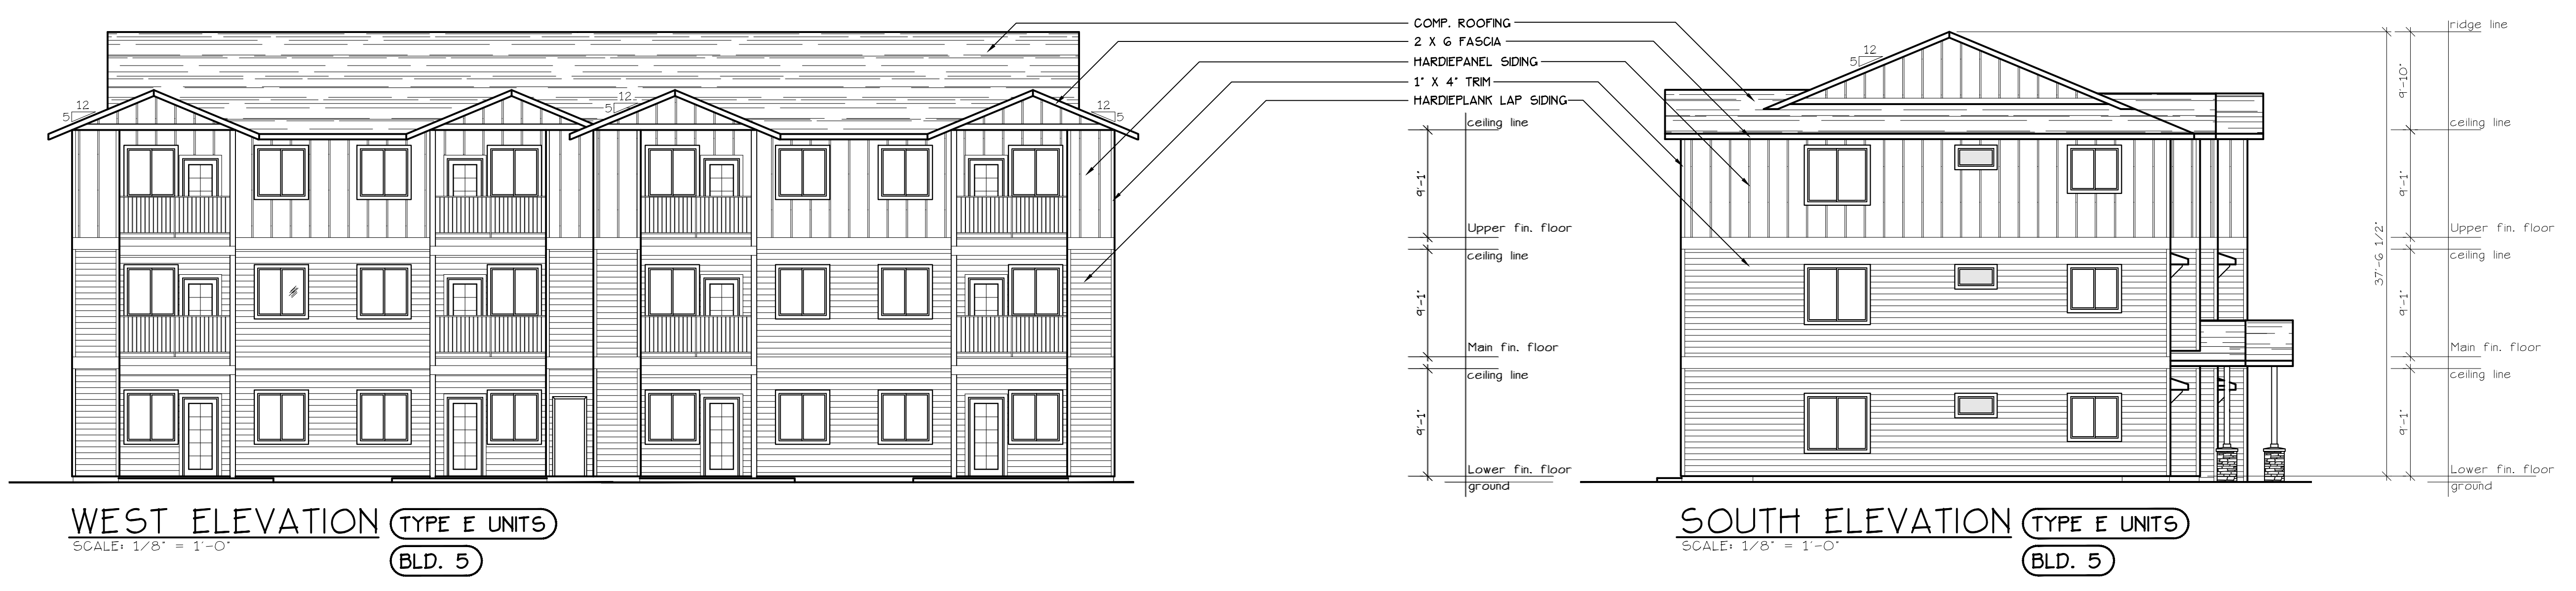 COMP. ROOFING
2 X 6 FASCIA
HARDIEPANEL SIDING
1" X 4" TRIM
HARDIEPLANK LAP SIDING
12
5
12
5
12
5
ceiling line
9'-1"
Upper fin. floor
ceiling line
9'-1"
Main fin. floor
ceiling line
9'-1"
Lower fin. floor
ground
12
5
ridge line
9'-10"
ceiling line
9'-1"
Upper fin. floor
37'-6 1/2"
ceiling line
9'-1"
Main fin. floor
ceiling line
9'-1"
Lower fin. floor
ground
WEST ELEVATION TYPE E UNITS
SCALE: 1/8" = 1'-0"
BLD. 5
SOUTH ELEVATION TYPE E UNITS
SCALE: 1/8" = 1'-0"
BLD. 5